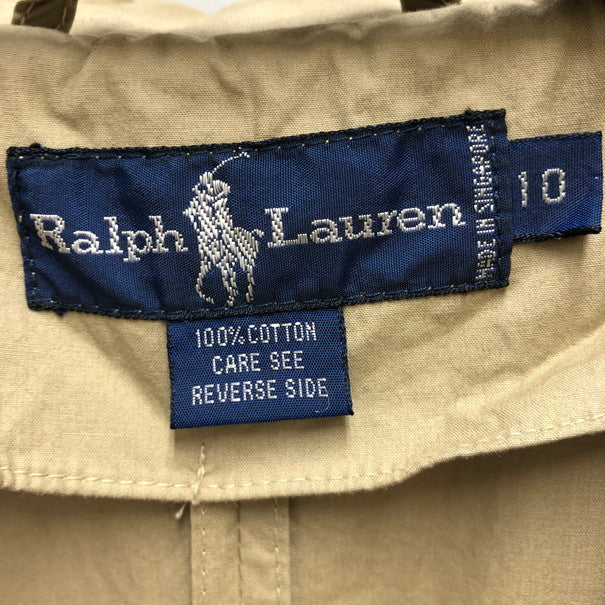 Ralph Lauren
MADE IN SINGAPORE
10
100% COTTON
CARE SEE
REVERSE SIDE